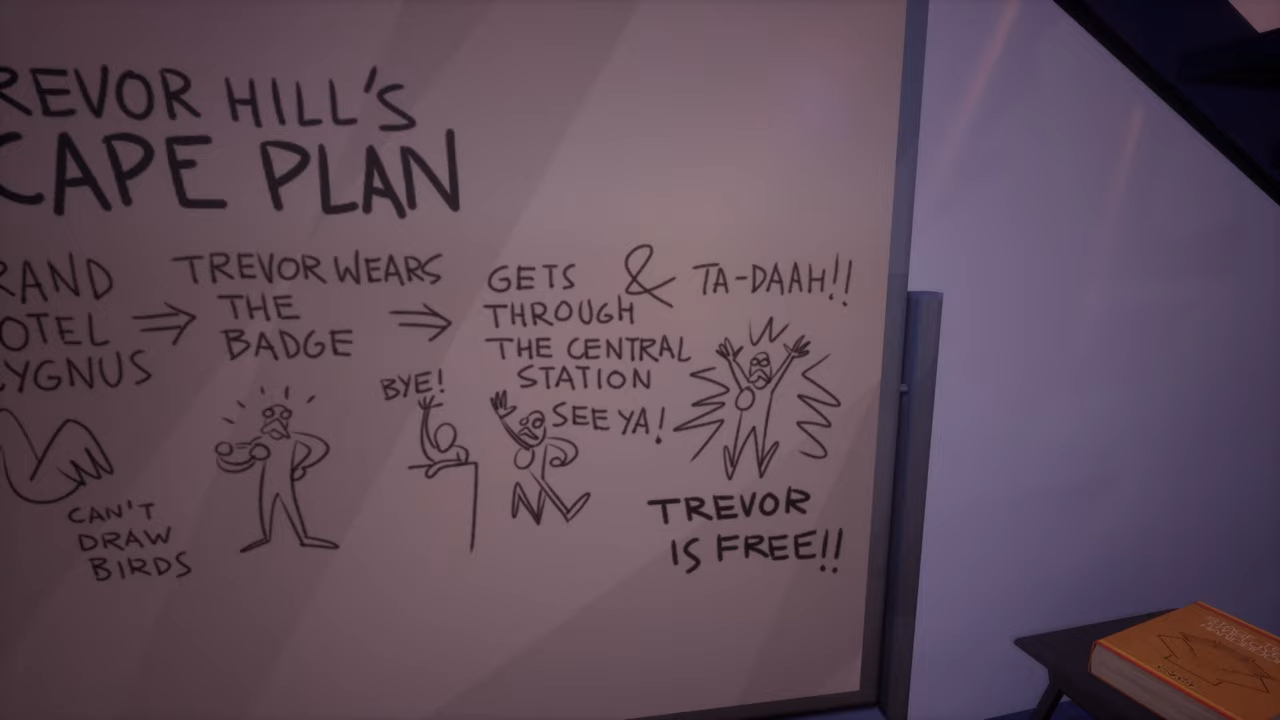 REVOR HILL'S
CAPE PLAN
RAND
OTEL
CYGNUS
CAN'T
DRAW
BIRDS
TREVOR WEARS
THE
BADGE
BYE!
GETS
THROUGH
THE CENTRAL
STATION
SEE YA!
& TA-DAAH!!
TREVOR
IS FREE!!